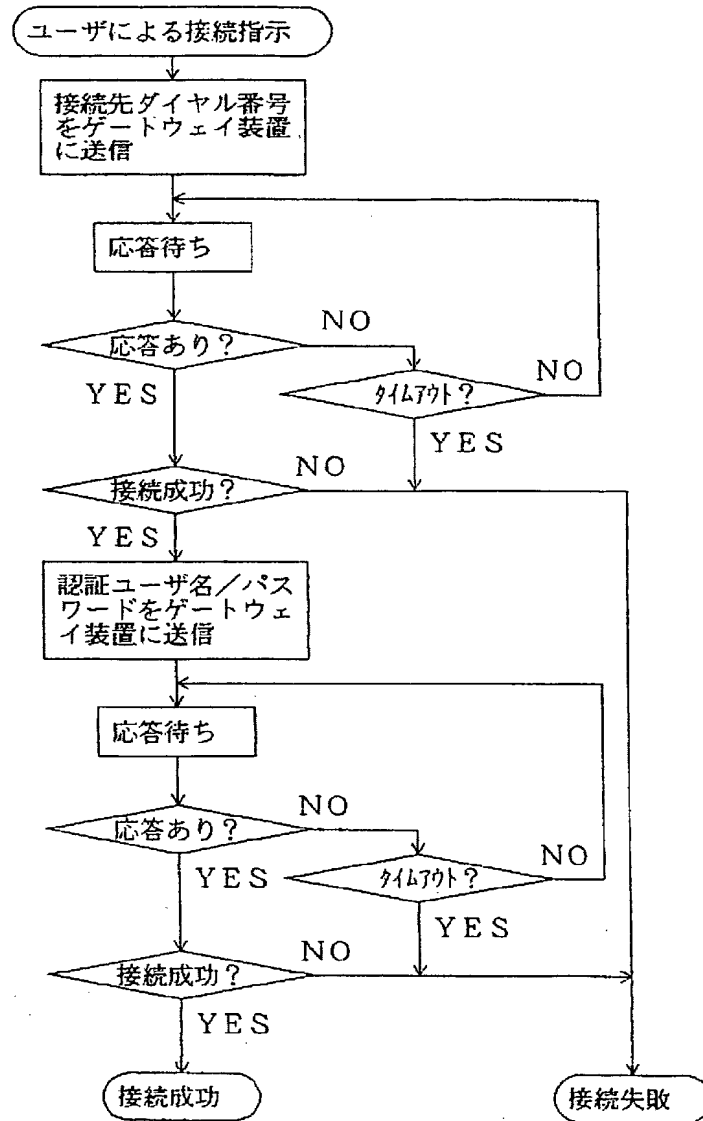 ユーザによる接続指示
接続先ダイヤル番号
をゲートウェイ装置
に送信
応答待ち
応答あり？
NO
YES
タイムアウト？
NO
YES
接続成功？
NO
YES
認証ユーザ名／パス
ワードをゲートウェ
イ装置に送信
応答待ち
応答あり？
NO
YES
タイムアウト？
NO
YES
接続成功？
NO
YES
接続成功
接続失敗